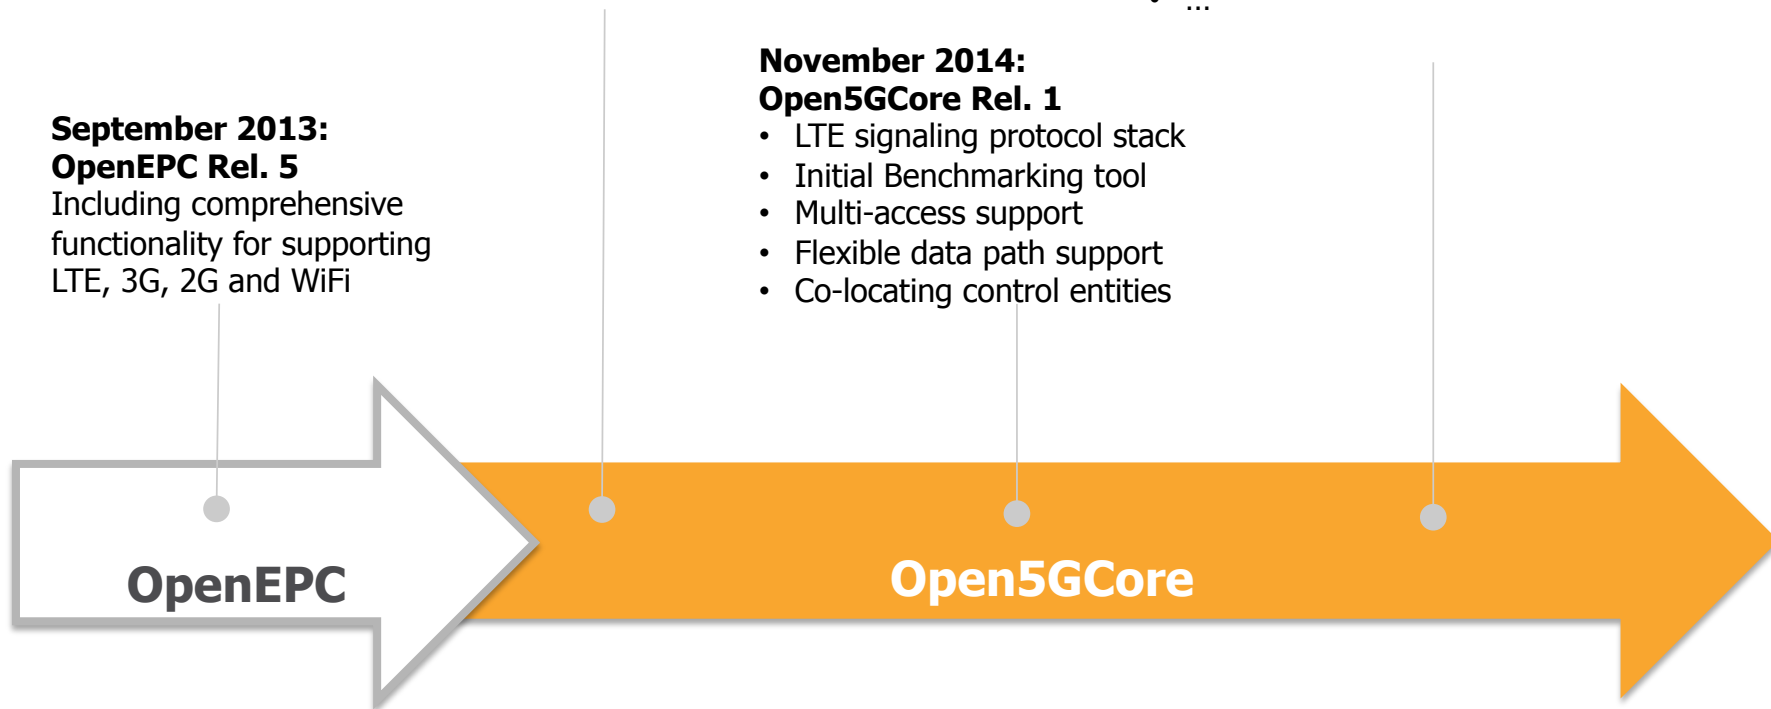 • ...
November 2014:
Open5GCore Rel. 1
• LTE signaling protocol stack
• Initial Benchmarking tool
• Multi-access support
• Flexible data path support
• Co-locating control entities
September 2013:
OpenEPC Rel. 5
Including comprehensive
functionality for supporting
LTE, 3G, 2G and WiFi
OpenEPC
Open5GCore